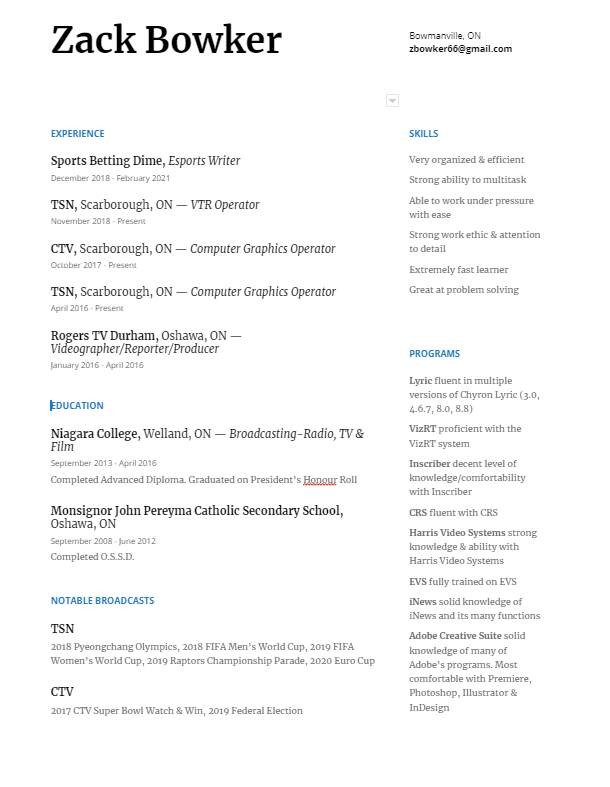 Zack Bowker
Bowmanville, ON
zbowker66@gmail.com
EXPERIENCE
Sports Betting Dime, Esports Writer
December 2018 - February 2021
TSN, Scarborough, ON — VTR Operator
November 2018 - Present
CTV, Scarborough, ON — Computer Graphics Operator
October 2017 - Present
TSN, Scarborough, ON — Computer Graphics Operator
April 2016 - Present
Rogers TV Durham, Oshawa, ON —
Videographer/Reporter/Producer
January 2016 - April 2016
EDUCATION
Niagara College, Welland, ON — Broadcasting-Radio, TV &
Film
September 2013 - April 2016
Completed Advanced Diploma. Graduated on President's Honour Roll
Monsignor John Pereyma Catholic Secondary School,
Oshawa, ON
September 2008 - June 2012
Completed O.S.S.D.
NOTABLE BROADCASTS
TSN
2018 Pyeongchang Olympics, 2018 FIFA Men's World Cup, 2019 FIFA
Women's World Cup, 2019 Raptors Championship Parade, 2020 Euro Cup
CTV
2017 CTV Super Bowl Watch & Win, 2019 Federal Election
SKILLS
Very organized & efficient
Strong ability to multitask
Able to work under pressure
with ease
Strong work ethic & attention
to detail
Extremely fast learner
Great at problem solving
PROGRAMS
Lyric fluent in multiple
versions of Chyron Lyric (3.0,
4.6.7, 8.0, 8.8)
VizRT proficient with the
VizRT system
Inscriber decent level of
knowledge/comfortability
with Inscriber
CRS fluent with CRS
Harris Video Systems strong
knowledge & ability with
Harris Video Systems
EVS fully trained on EVS
iNews solid knowledge of
iNews and its many functions
Adobe Creative Suite solid
knowledge of many of
Adobe's programs. Most
comfortable with Premiere,
Photoshop, Illustrator &
InDesign